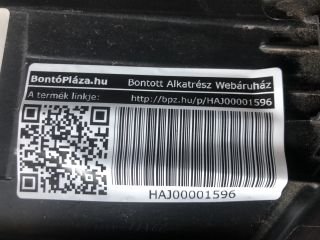 BontóPláza.hu Bontott Alkatrész Webáruház
A termék linkje: http://bpz.hu/p/HAJ00001596
HAJ00001596